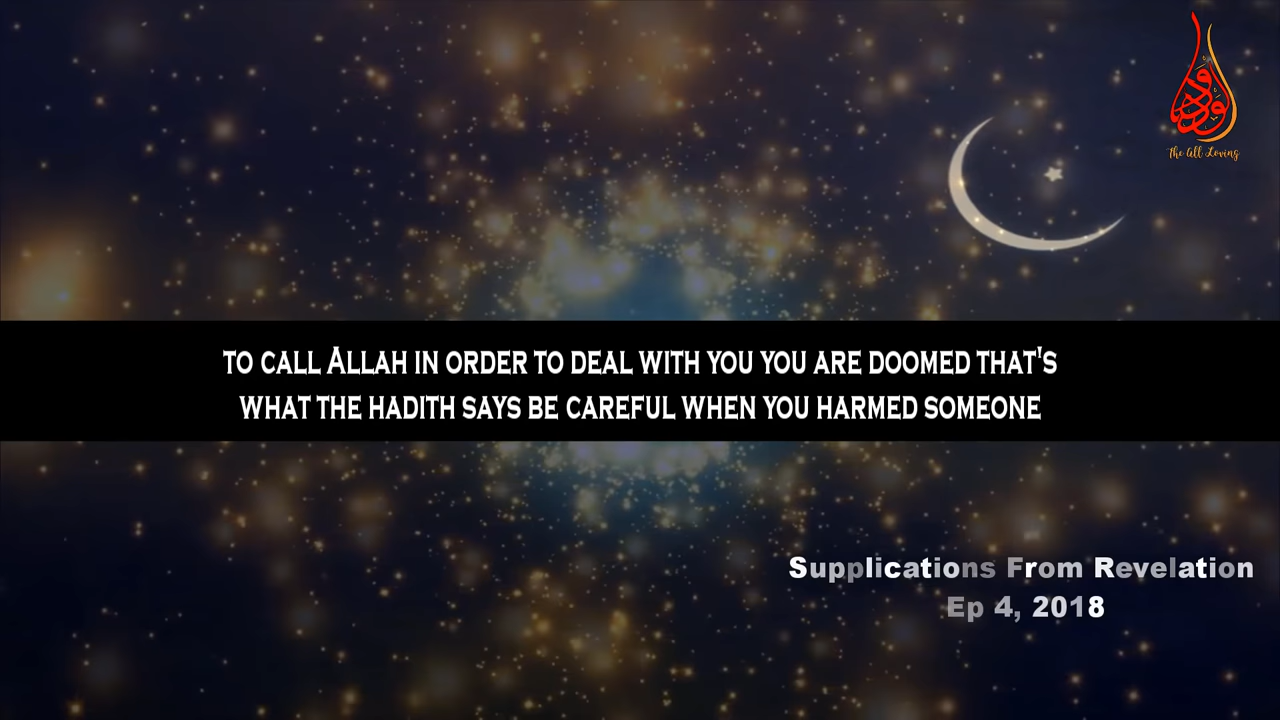 The All Loving
TO CALL ALLAH IN ORDER TO DEAL WITH YOU YOU ARE DOOMED THAT'S
WHAT THE HADITH SAYS BE CAREFUL WHEN YOU HARMED SOMEONE
Supplications From Revelation
Ep 4, 2018